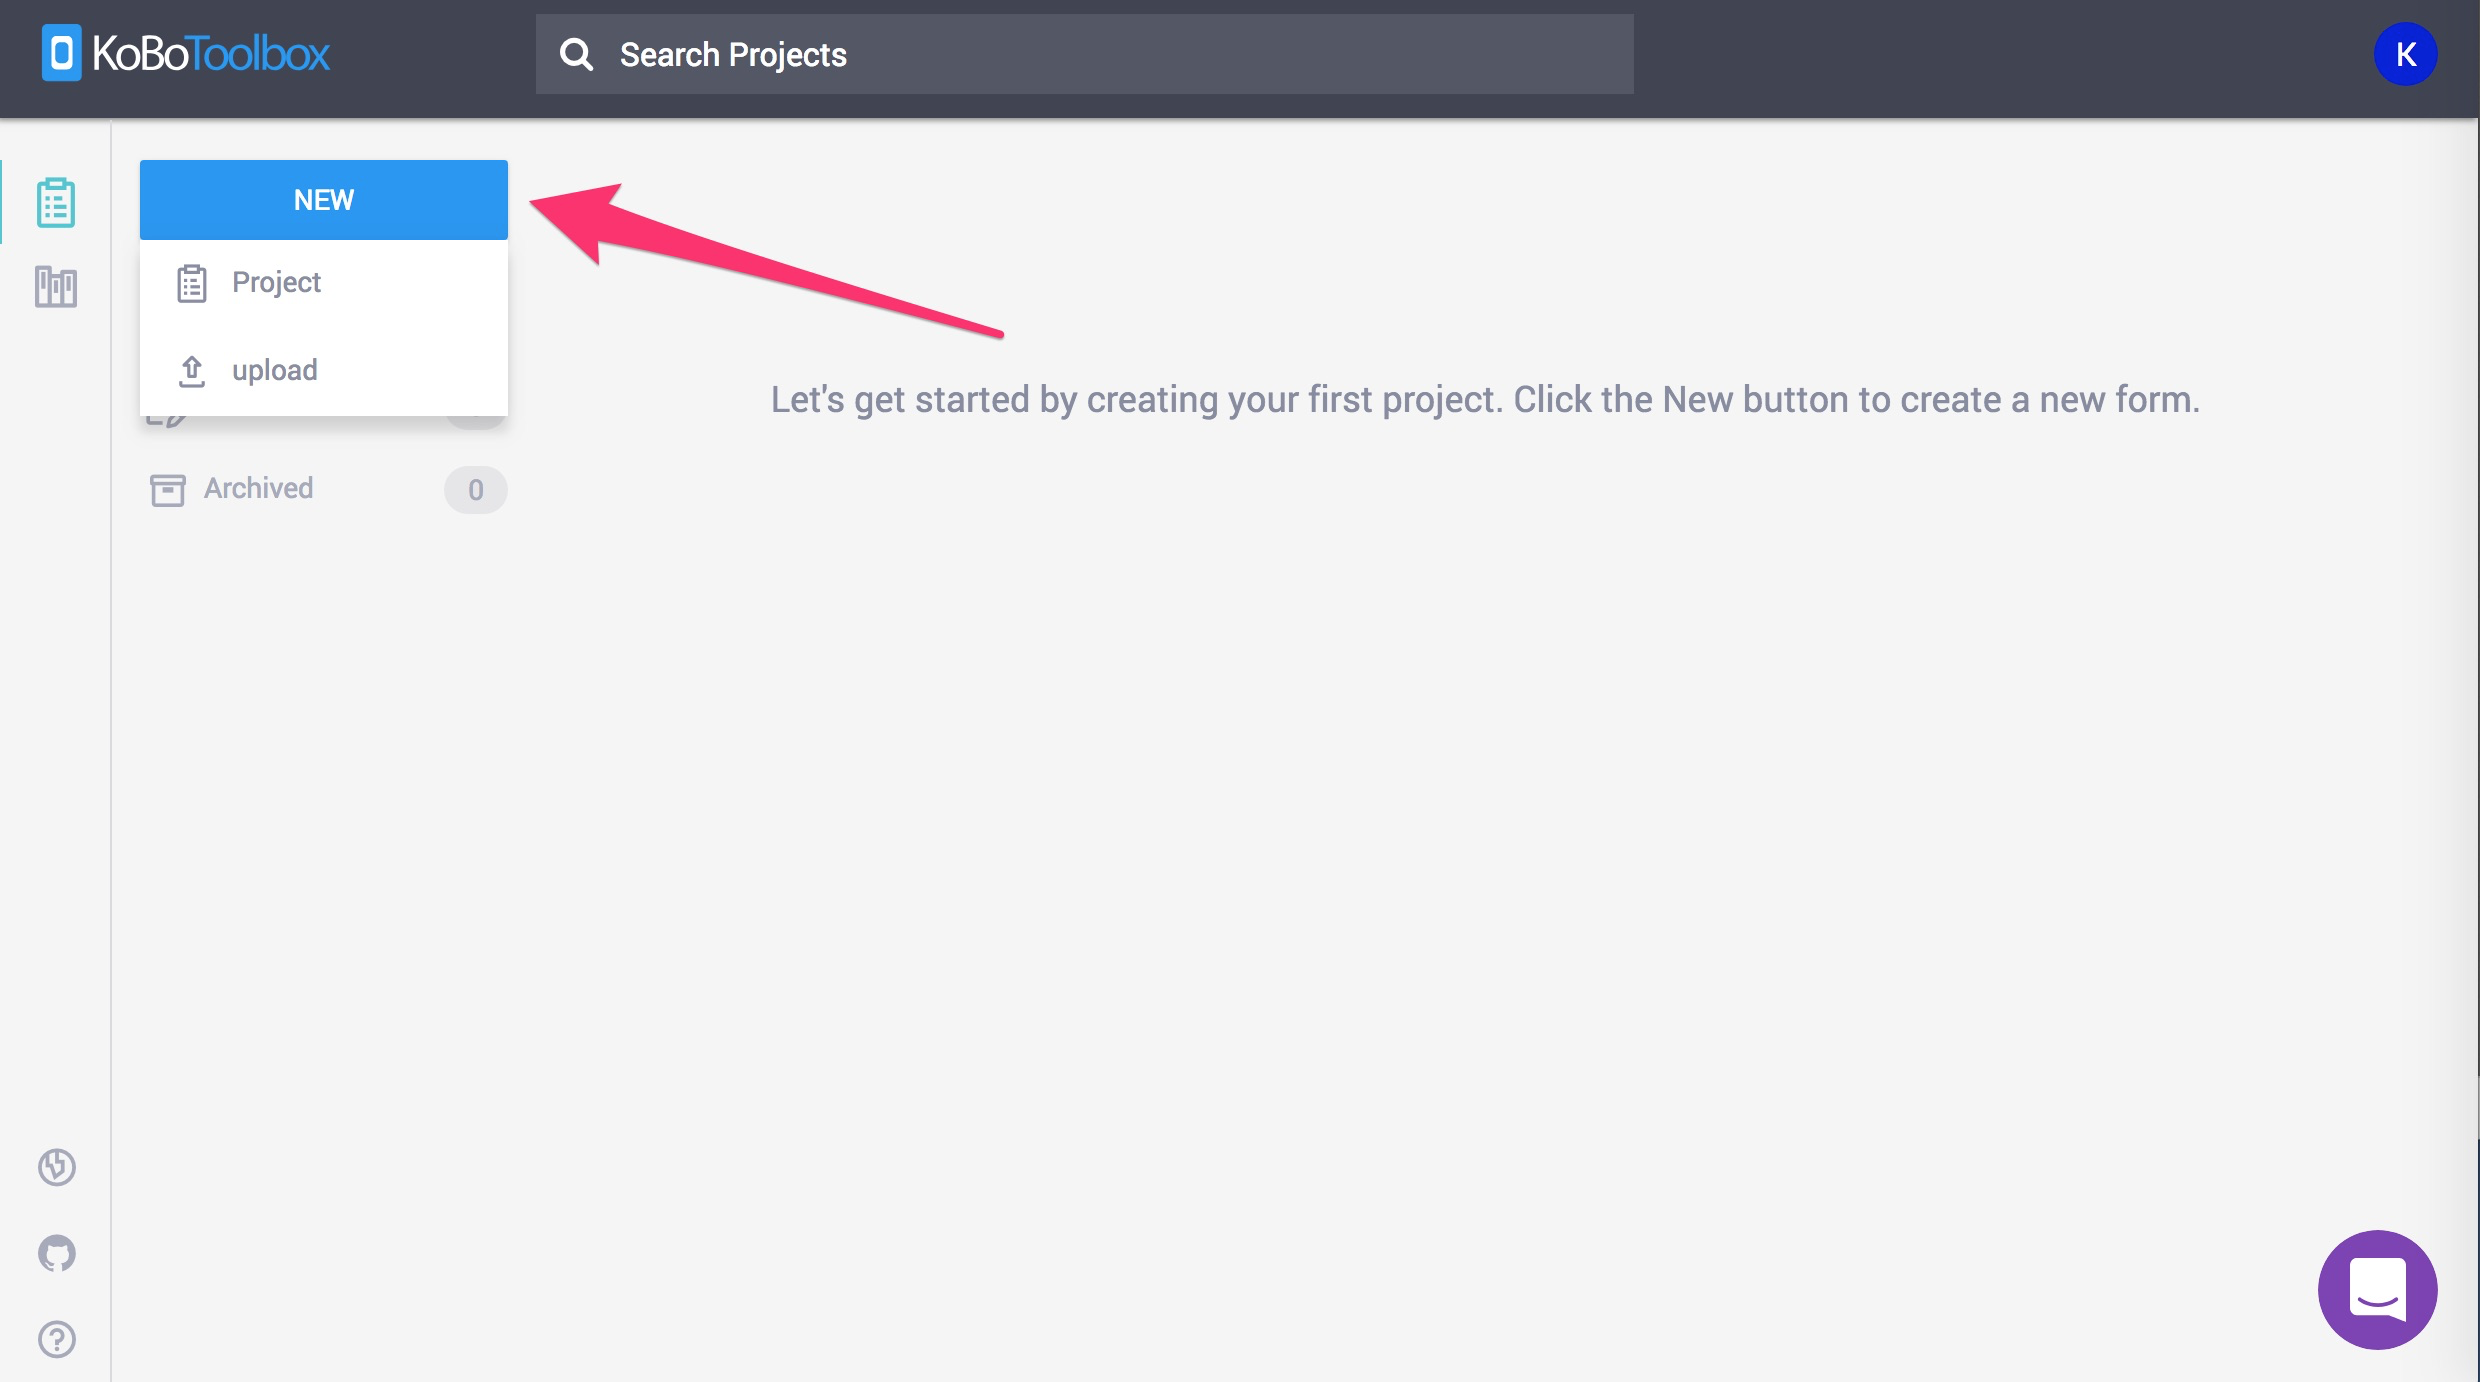 KoBoToolbox
Search Projects
K
NEW
Project
upload
Let's get started by creating your first project. Click the New button to create a new form.
Archived
0